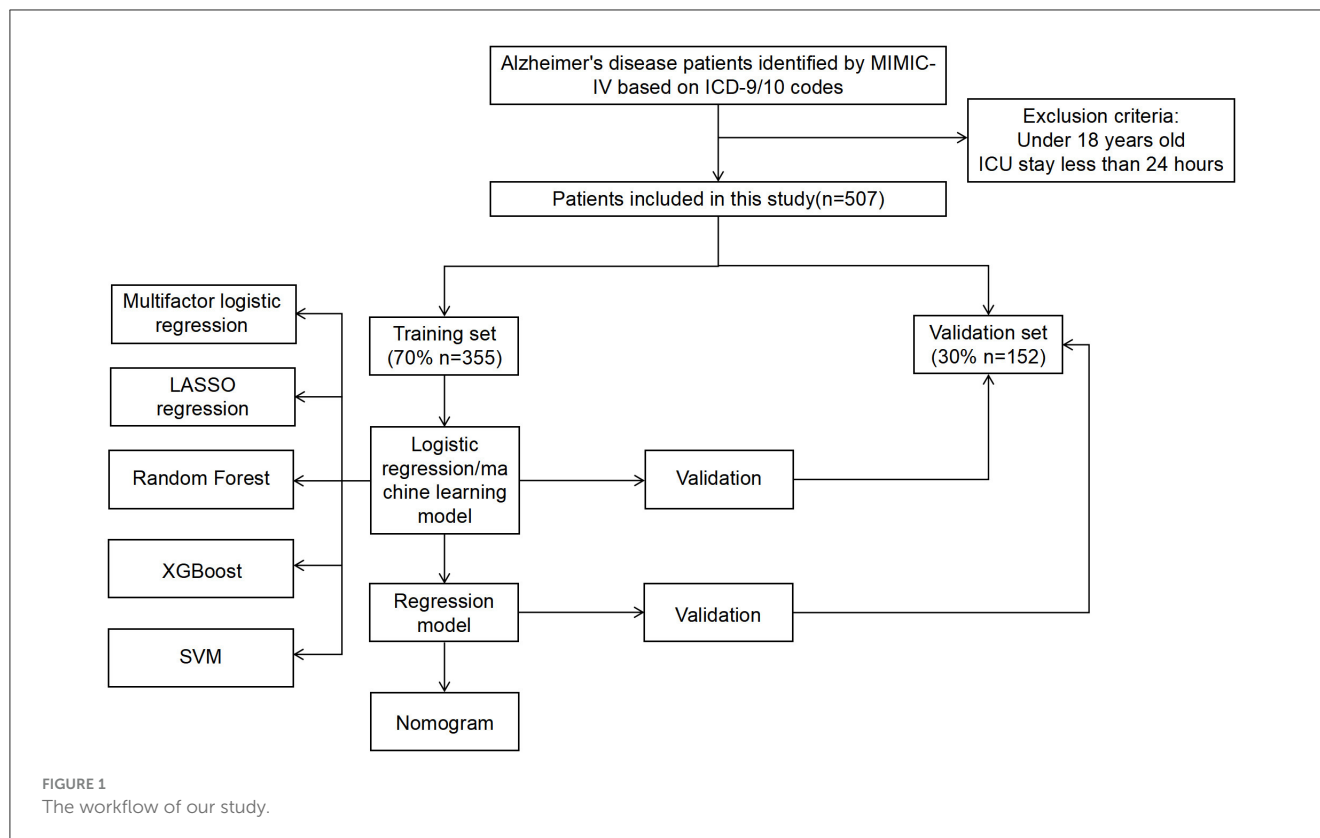 Alzheimer's disease patients identified by MIMIC-
IV based on ICD-9/10 codes
Exclusion criteria:
Under 18 years old
ICU stay less than 24 hours
Patients included in this study(n=507)
Multifactor logistic
regression
LASSO
regression
Random Forest
XGBoost
SVM
Training set
(70% n=355)
Logistic
regression/ma
chine learning
model
Regression
model
Nomogram
Validation
Validation
Validation set
(30% n=152)
FIGURE 1
The workflow of our study.